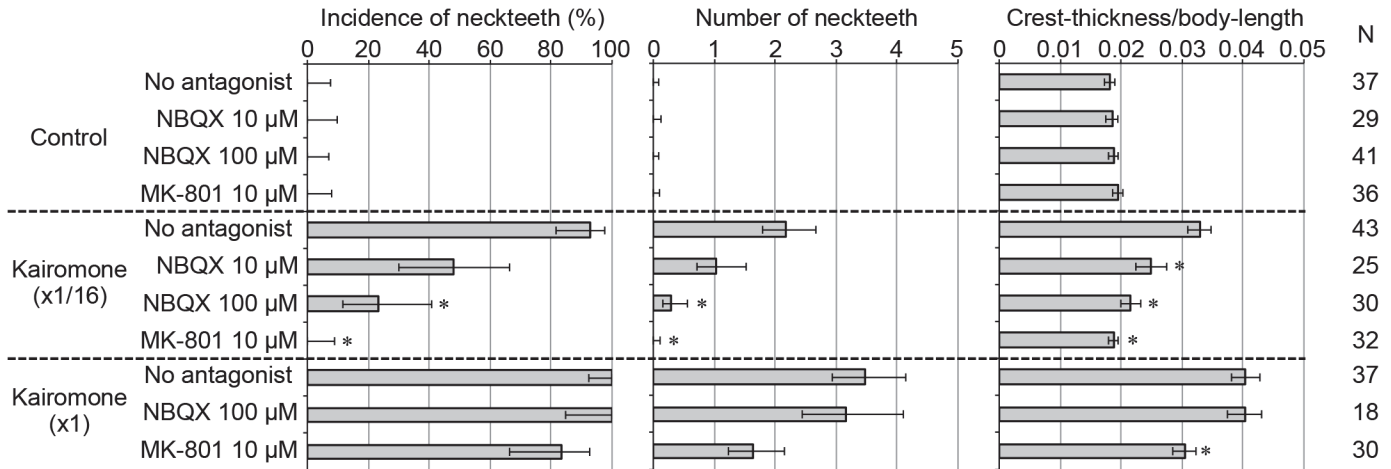 Incidence of neckteeth (%) Number of neckteeth Crest-thickness/body-length N
0 20 40 60 80 100 0 1 2 3 4 5 0 0.01 0.02 0.03 0.04 0.05
Control
No antagonist 37
NBQX 10 µM 29
NBQX 100 µM 41
MK-801 10 µM 36
Kairomone
(x1/16)
No antagonist 43
NBQX 10 µM * 25
NBQX 100 µM * * * 30
MK-801 10 µM * * * 32
Kairomone
(x1)
No antagonist 37
NBQX 100 µM 18
MK-801 10 µM * 30